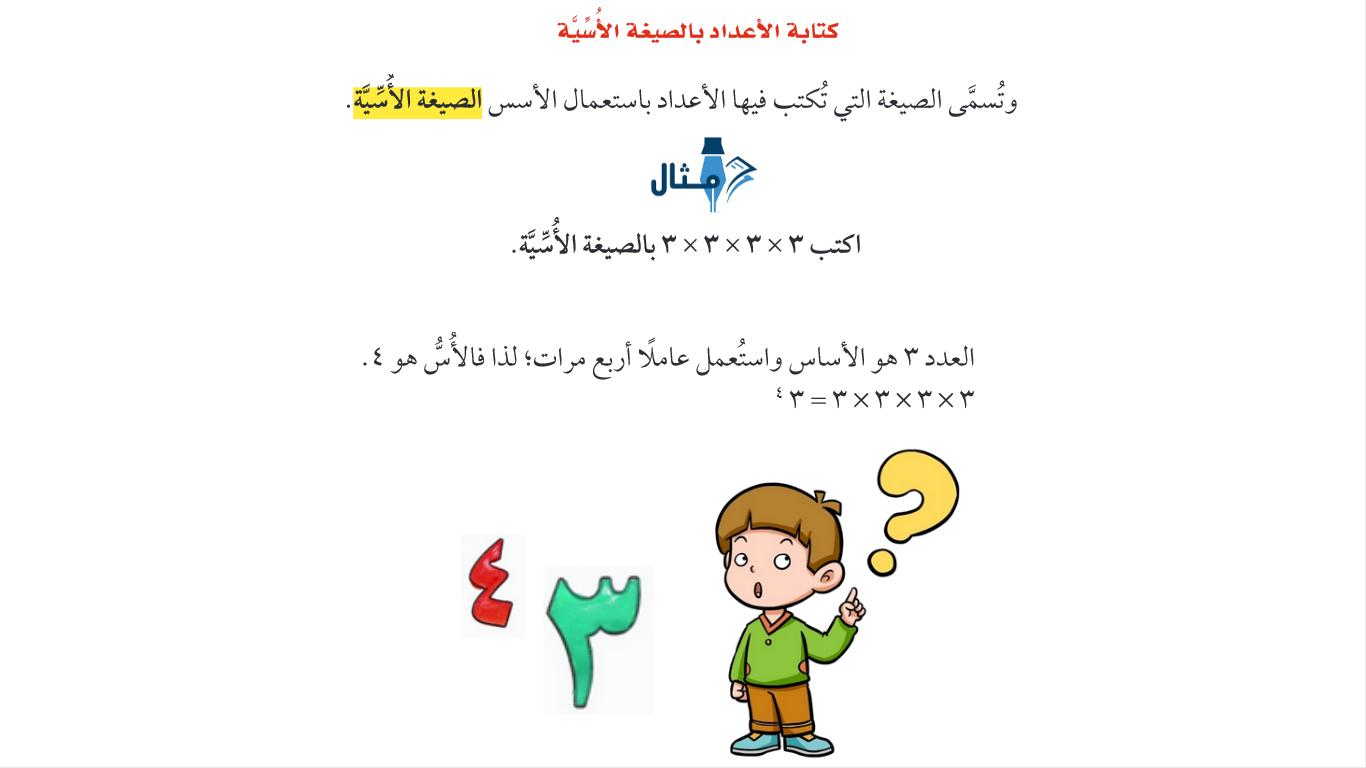 كتابة الأعداد بالصيغة الأُسِّيَّة
وتُسمَّى الصيغة التي تُكتب فيها الأعداد باستعمال الأسس الصيغة الأُسِّيَّة.
مثال
اكتب ٣ × ٣ × ٣ × ٣ بالصيغة الأُسِّيَّة.
العدد ٣ هو الأساس واستُعمل عاملًا أربع مرات؛ لذا فالأُسُّ هو ٤.
٣ × ٣ × ٣ × ٣ = ٣ ٤
٣ ٤